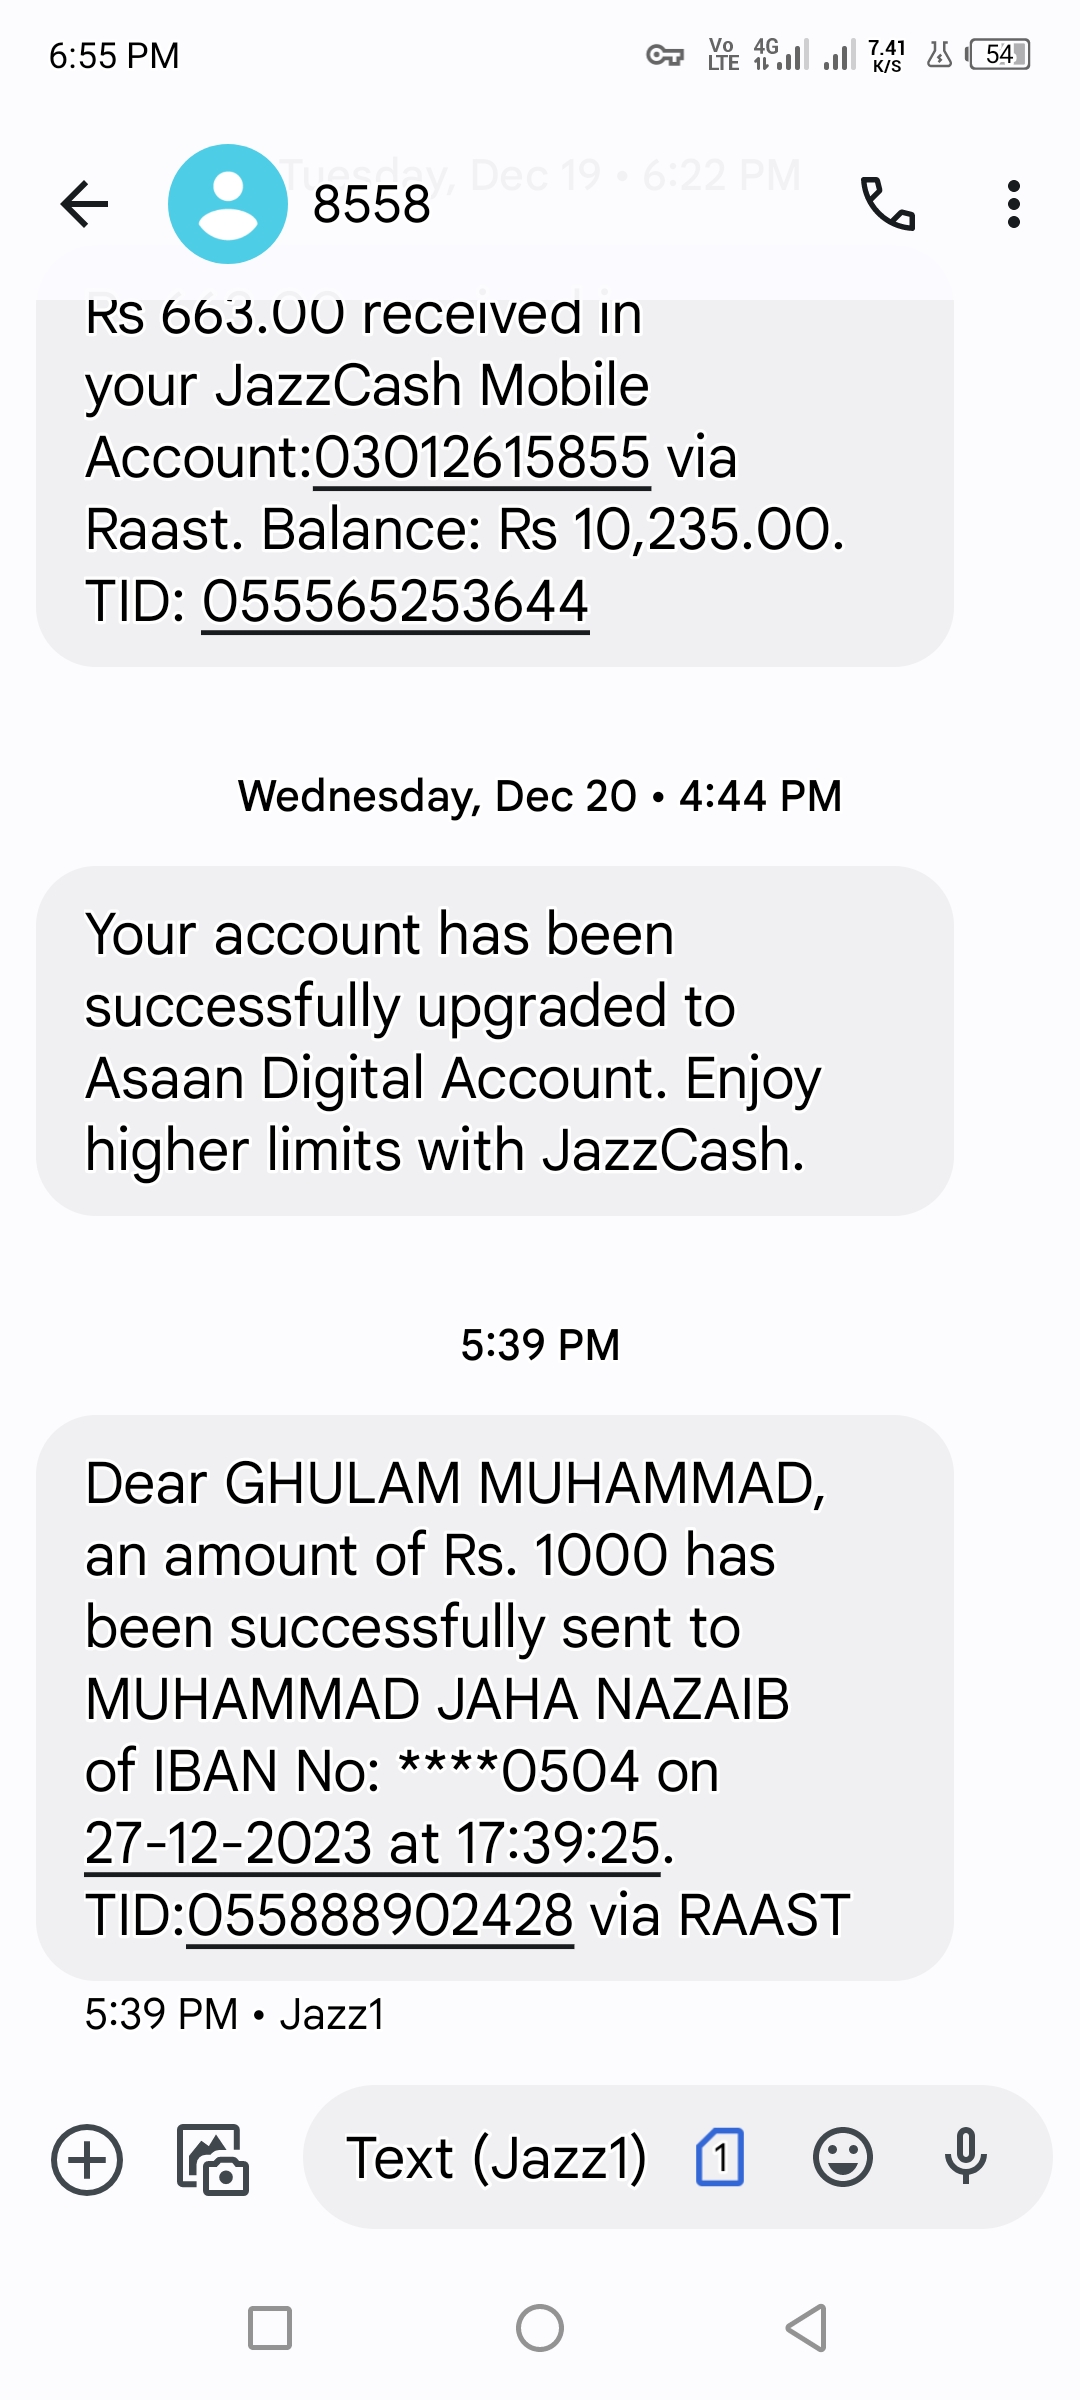 6:55 PM
Vo LTE 4G 7.41 K/S 54
Tuesday, Dec 19 • 6:22 PM
8558
Rs 663.00 received in
your JazzCash Mobile
Account:03012615855 via
Raast. Balance: Rs 10,235.00.
TID: 055565253644
Wednesday, Dec 20 • 4:44 PM
Your account has been
successfully upgraded to
Asaan Digital Account. Enjoy
higher limits with JazzCash.
5:39 PM
Dear GHULAM MUHAMMAD,
an amount of Rs. 1000 has
been successfully sent to
MUHAMMAD JAHA NAZAIB
of IBAN No: ****0504 on
27-12-2023 at 17:39:25.
TID:055888902428 via RAAST
5:39 PM • Jazz1
Text (Jazz1) 1